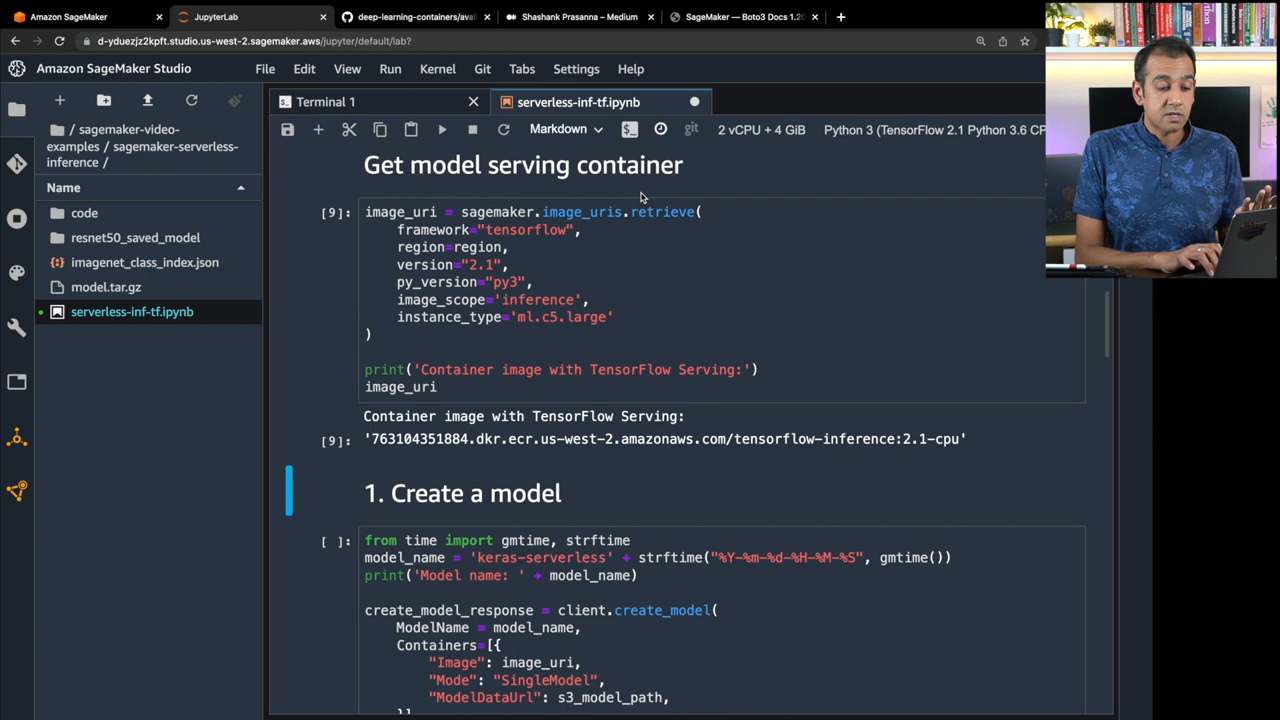 Amazon SageMaker
JupyterLab
deep-learning-containers/avail
Shashank Prasanna – Medium
SageMaker — Boto3 Docs 1.20
d-yduezjz2kpft.studio.us-west-2.sagemaker.aws/jupyter/default/lab?
Amazon SageMaker Studio
File Edit View Run Kernel Git Tabs Settings Help
Terminal 1
serverless-inf-tf.ipynb
Markdown
git
2 vCPU + 4 GiB
Python 3 (TensorFlow 2.1 Python 3.6 CP
/ sagemaker-video-
examples / sagemaker-serverless-
inference /
Name
code
resnet50_saved_model
imagenet_class_index.json
model.tar.gz
serverless-inf-tf.ipynb
Get model serving container
[9]: image_uri = sagemaker.image_uris.retrieve(
framework="tensorflow",
region=region,
version="2.1",
py_version="py3",
image_scope='inference',
instance_type='ml.c5.large'
)
print('Container image with TensorFlow Serving:')
image_uri
Container image with TensorFlow Serving:
[9]: '763104351884.dkr.ecr.us-west-2.amazonaws.com/tensorflow-inference:2.1-cpu'
1. Create a model
[ ]: from time import gmtime, strftime
model_name = 'keras-serverless' + strftime("%Y-%m-%d-%H-%M-%S", gmtime())
print('Model name: ' + model_name)
create_model_response = client.create_model(
ModelName = model_name,
Containers=[{
"Image": image_uri,
"Mode": "SingleModel",
"ModelDataUrl": s3_model_path,
}]